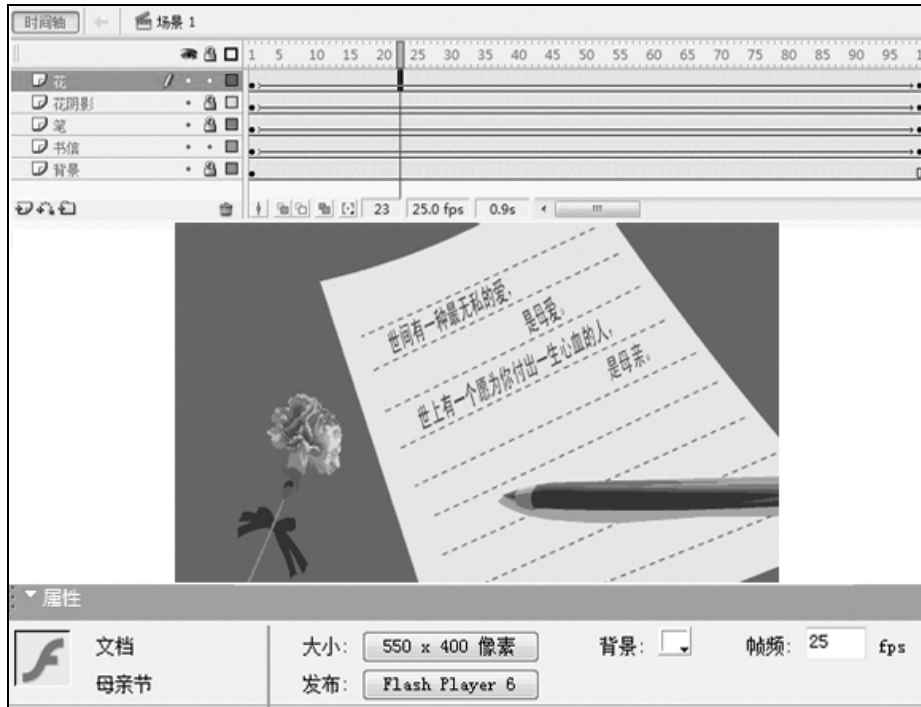 时间轴 场景 1
1 5 10 15 20 25 30 35 40 45 50 55 60 65 70 75 80 85 90 95 1
花
花阴影
笔
书信
背景
23 25.0 fps 0.9s
世间有一种最无私的爱，
是母爱。
世上有一个愿为你付出一生心血的人，
是母亲。
属性
文档 大小： 550 x 400 像素 背景： 帧频： 25 fps
母亲节 发布： Flash Player 6